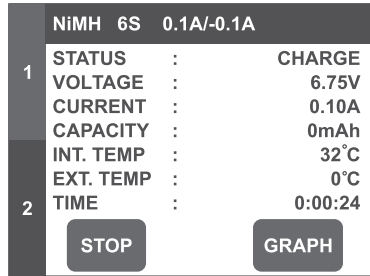 NiMH 6S 0.1A/-0.1A
1
STATUS : CHARGE
VOLTAGE : 6.75V
CURRENT : 0.10A
CAPACITY : 0mAh
INT. TEMP : 32°C
EXT. TEMP : 0°C
2
TIME : 0:00:24
STOP GRAPH